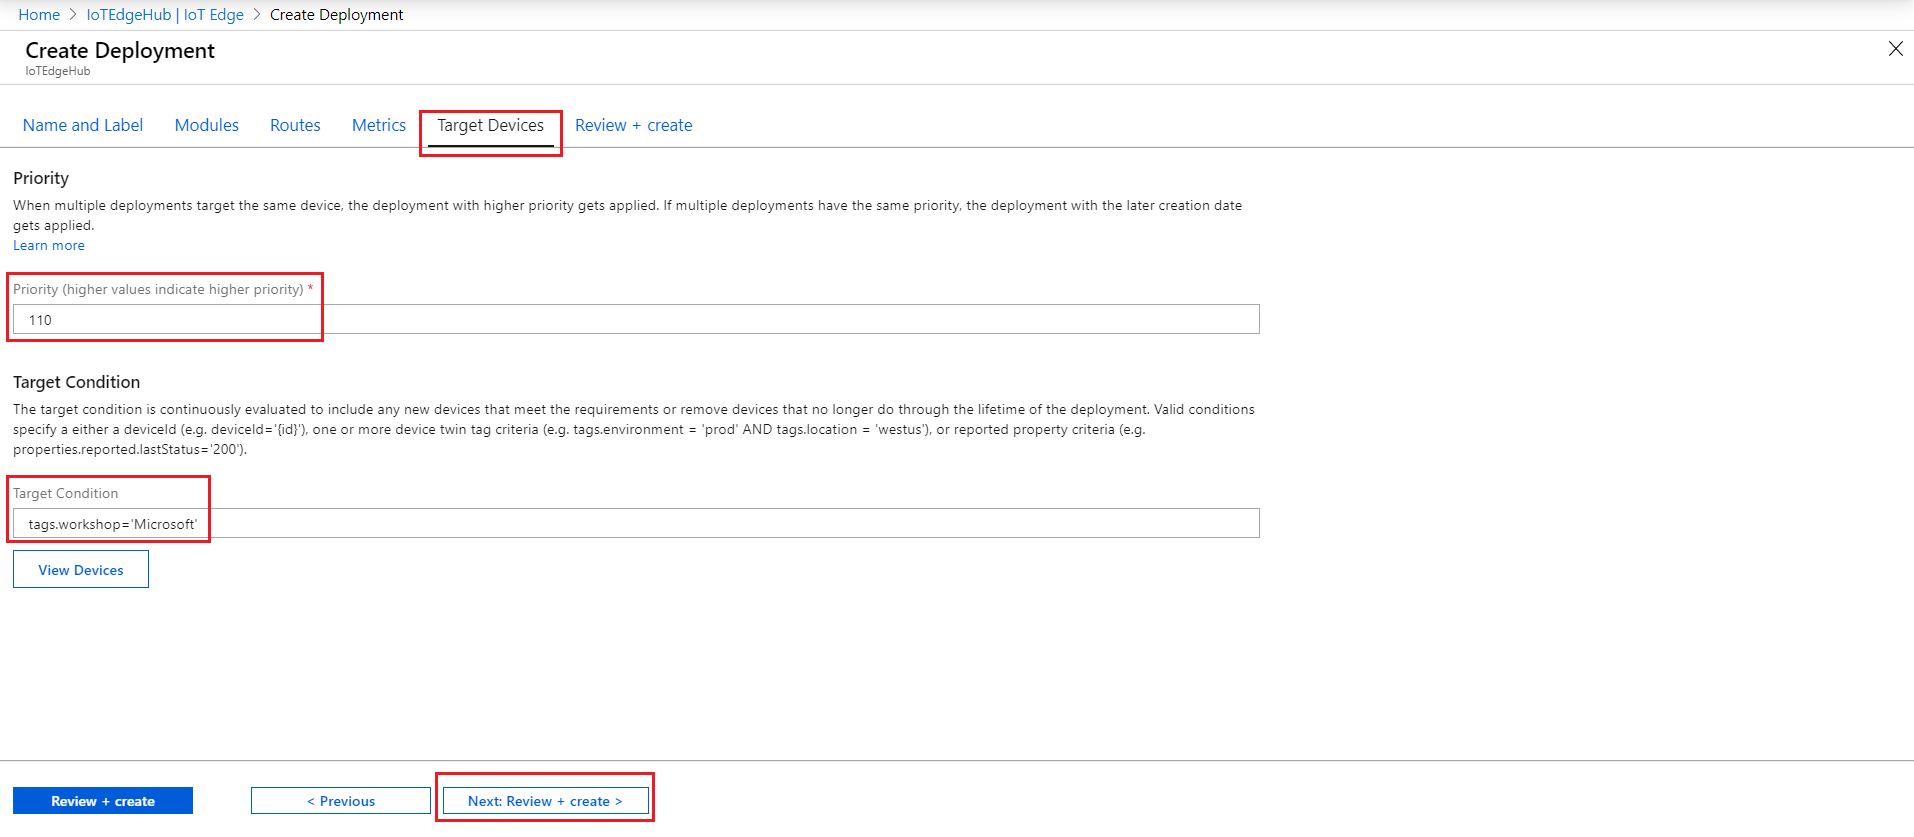 Home > IoTEdgeHub | IoT Edge > Create Deployment
Create Deployment
IoTEdgeHub
Name and Label Modules Routes Metrics Target Devices Review + create
Priority
When multiple deployments target the same device, the deployment with higher priority gets applied. If multiple deployments have the same priority, the deployment with the later creation date
gets applied.
Learn more
Priority (higher values indicate higher priority) *
110
Target Condition
The target condition is continuously evaluated to include any new devices that meet the requirements or remove devices that no longer do through the lifetime of the deployment. Valid conditions
specify a either a deviceId (e.g. deviceId='{id}'), one or more device twin tag criteria (e.g. tags.environment = 'prod' AND tags.location = 'westus'), or reported property criteria (e.g.
properties.reported.lastStatus='200').
Target Condition
tags.workshop='Microsoft'
View Devices
Review + create < Previous Next: Review + create >